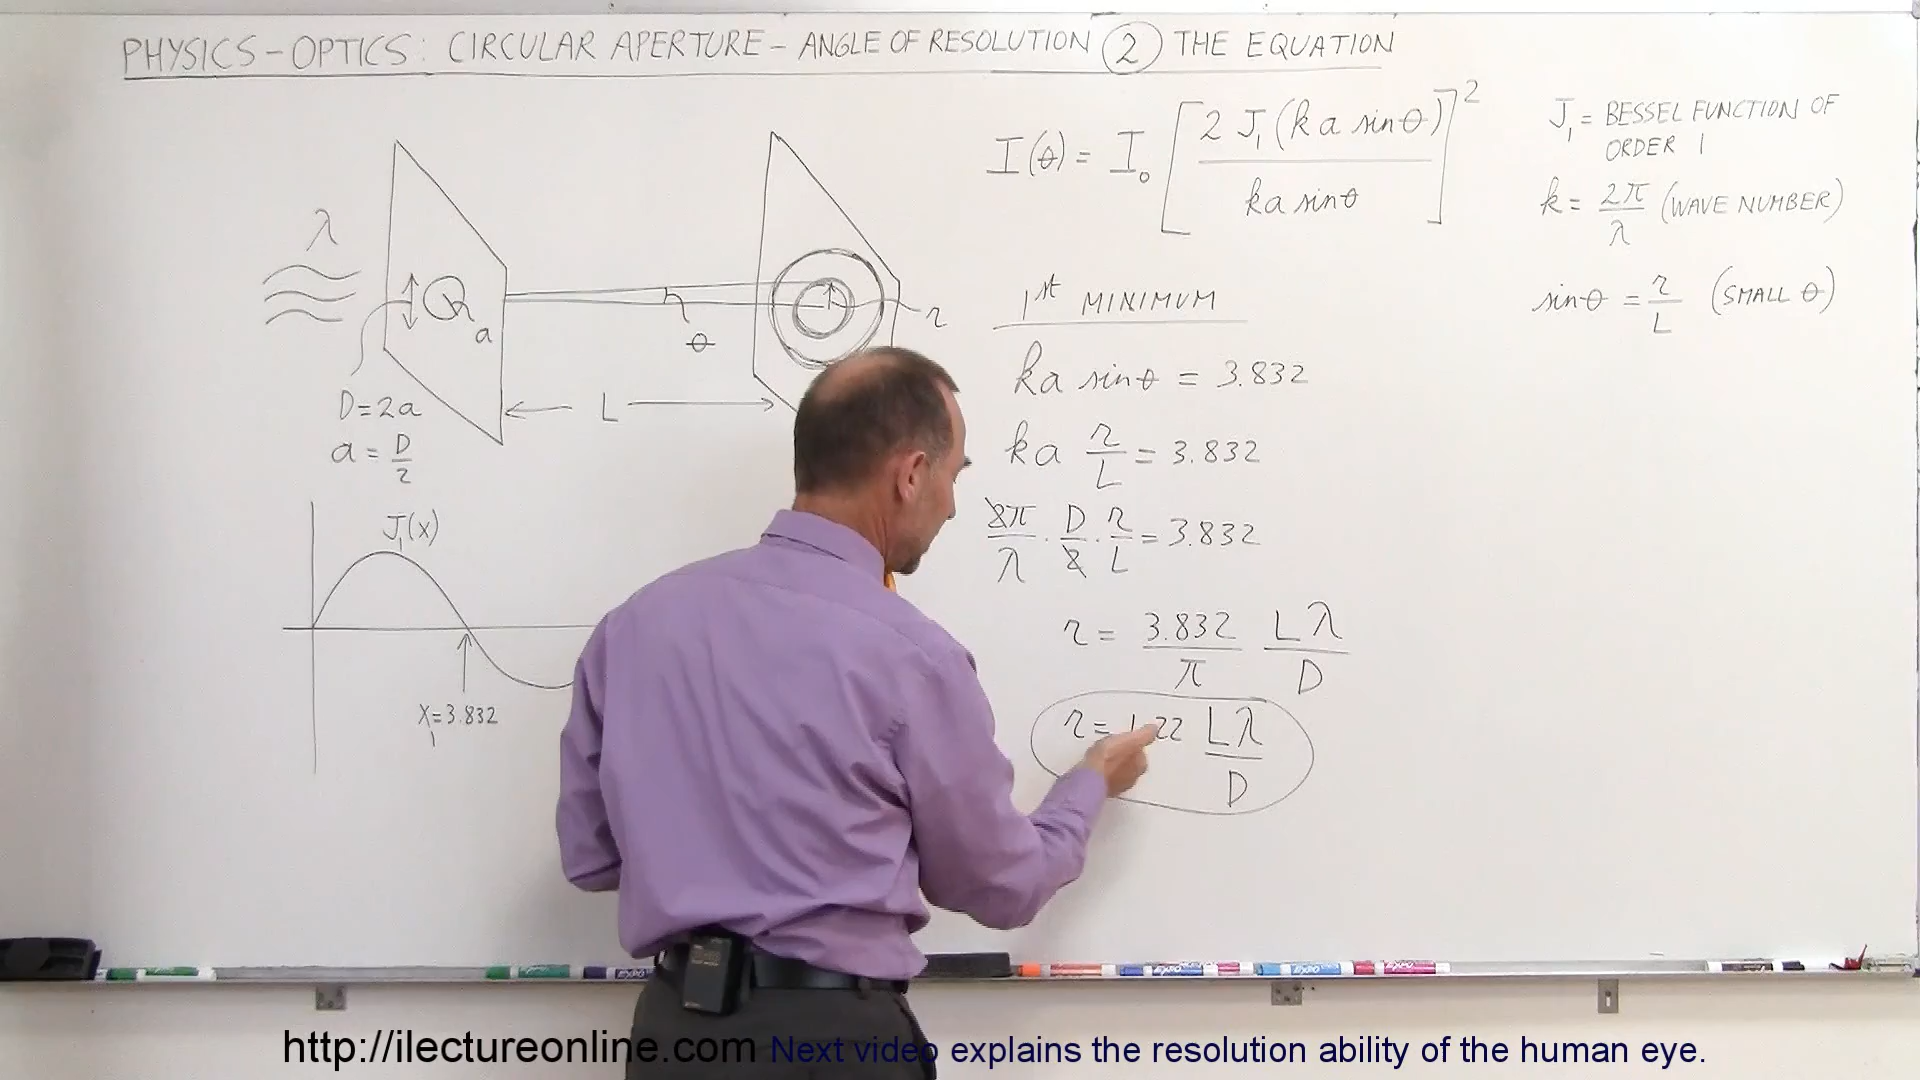 PHYSICS-OPTICS: CIRCULAR APERTURE - ANGLE OF RESOLUTION ② THE EQUATION
λ
a
θ
r
D=2a
a = D/2
L
J₁(x)
x₁=3.832
I(θ) = I₀ [2 J₁(ka sinθ) / ka sinθ]²
1st MINIMUM
ka sinθ = 3.832
ka r/L = 3.832
2π/λ · D/2 · r/L = 3.832
r = 3.832/π Lλ/D
r = 1.22 Lλ/D
J₁ = BESSEL FUNCTION OF
ORDER 1
k = 2π/λ (WAVE NUMBER)
sinθ = r/L (SMALL θ)
http://ilectureonline.com Next video explains the resolution ability of the human eye.